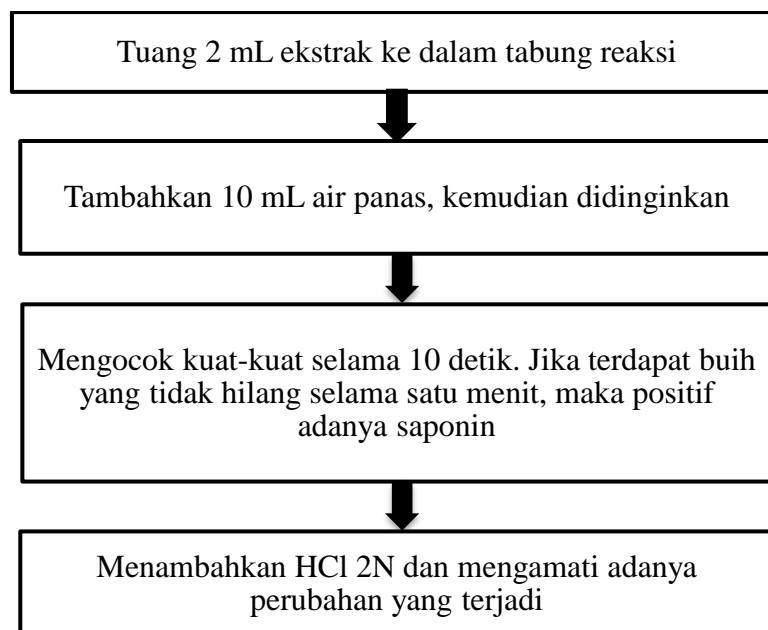 Tuang 2 mL ekstrak ke dalam tabung reaksi
Tambahkan 10 mL air panas, kemudian didinginkan
Mengocok kuat-kuat selama 10 detik. Jika terdapat buih
yang tidak hilang selama satu menit, maka positif
adanya saponin
Menambahkan HCl 2N dan mengamati adanya
perubahan yang terjadi